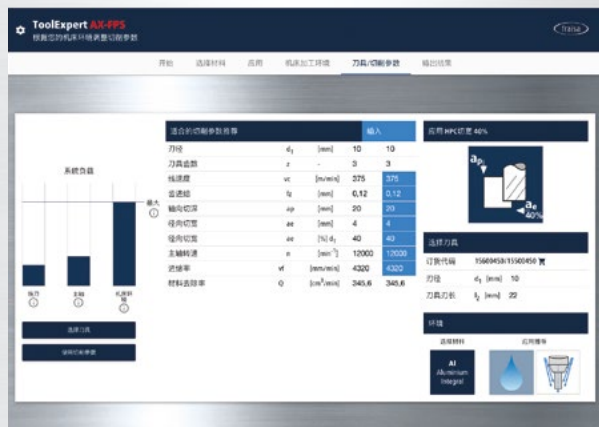 ToolExpert AX-FPS
根据您的机床环境调整切削参数
fraisa
开始 选择材料 应用 机床加工环境 刀具/切削参数 输出结果
系统负载
最大
主轴
选择刀具
适合的切削参数推荐 输入
刀径 d₁ [mm] 10 10
刀具齿数 z - 3 3
线速度 vc [m/min] 375 375
齿进给 fz [mm] 0,12 0,12
轴向切深 ap [mm] 20 20
径向切宽 ae [mm] 4 4
径向切宽 ae [%] d₁ 40 40
主轴转速 n [min⁻¹] 12000 12000
进给率 vf [mm/min] 4320 4320
材料去除率 Q [cm³/min] 345,6 345,6
应用 HPC切宽 40%
ap
ae
40%
选择刀具
订货代码 15600450/15500450
刀径 d₁ [mm] 10
刀具刃长 l₂ [mm] 22
环境
选择材料 应用推荐
Al
Aluminium
Integral